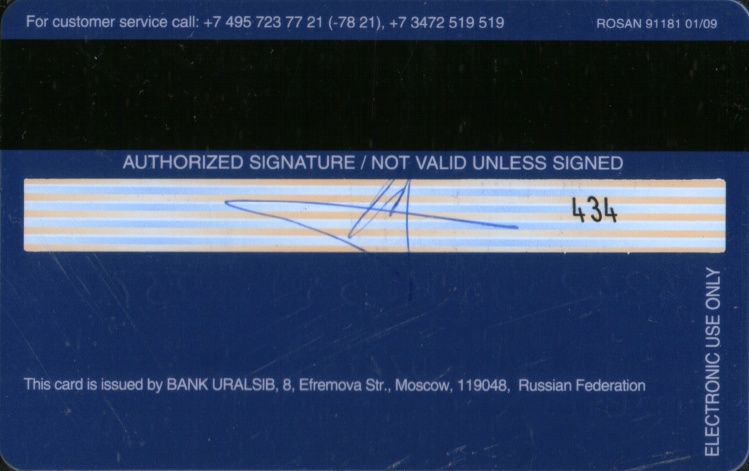 For customer service call: +7 495 723 77 21 (-78 21), +7 3472 519 519
ROSAN 91181 01/09
AUTHORIZED SIGNATURE / NOT VALID UNLESS SIGNED
434
ELECTRONIC USE ONLY
This card is issued by BANK URALSIB, 8, Efremova Str., Moscow, 119048, Russian Federation